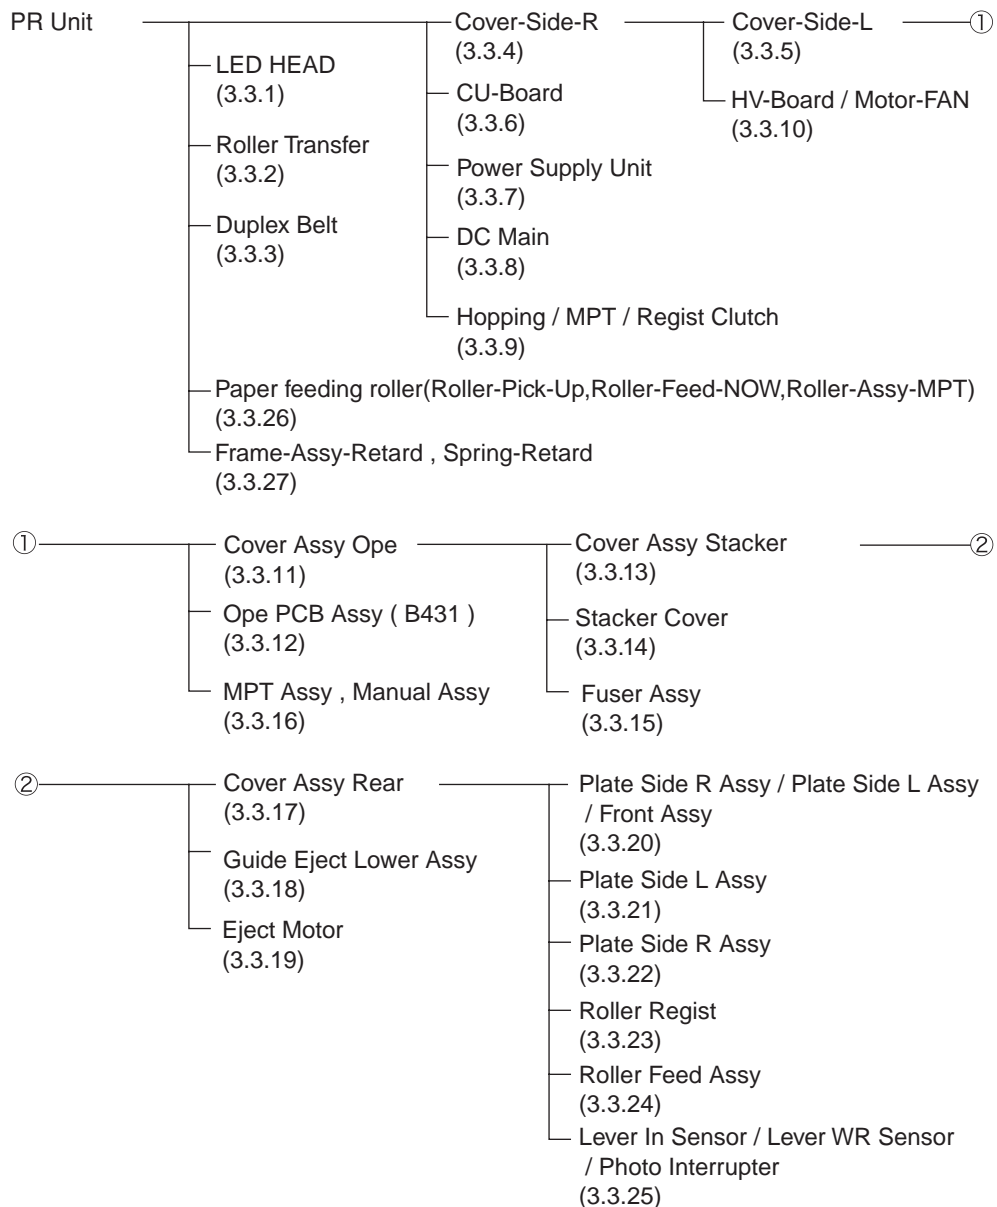 PR Unit
Cover-Side-R
(3.3.4)
Cover-Side-L
(3.3.5)
①
LED HEAD
(3.3.1)
CU-Board
(3.3.6)
HV-Board / Motor-FAN
(3.3.10)
Roller Transfer
(3.3.2)
Power Supply Unit
(3.3.7)
Duplex Belt
(3.3.3)
DC Main
(3.3.8)
Hopping / MPT / Regist Clutch
(3.3.9)
Paper feeding roller(Roller-Pick-Up,Roller-Feed-NOW,Roller-Assy-MPT)
(3.3.26)
Frame-Assy-Retard , Spring-Retard
(3.3.27)
①
Cover Assy Ope
(3.3.11)
Cover Assy Stacker
(3.3.13)
②
Ope PCB Assy ( B431 )
(3.3.12)
Stacker Cover
(3.3.14)
MPT Assy , Manual Assy
(3.3.16)
Fuser Assy
(3.3.15)
②
Cover Assy Rear
(3.3.17)
Plate Side R Assy / Plate Side L Assy
/ Front Assy
(3.3.20)
Guide Eject Lower Assy
(3.3.18)
Plate Side L Assy
(3.3.21)
Eject Motor
(3.3.19)
Plate Side R Assy
(3.3.22)
Roller Regist
(3.3.23)
Roller Feed Assy
(3.3.24)
Lever In Sensor / Lever WR Sensor
/ Photo Interrupter
(3.3.25)